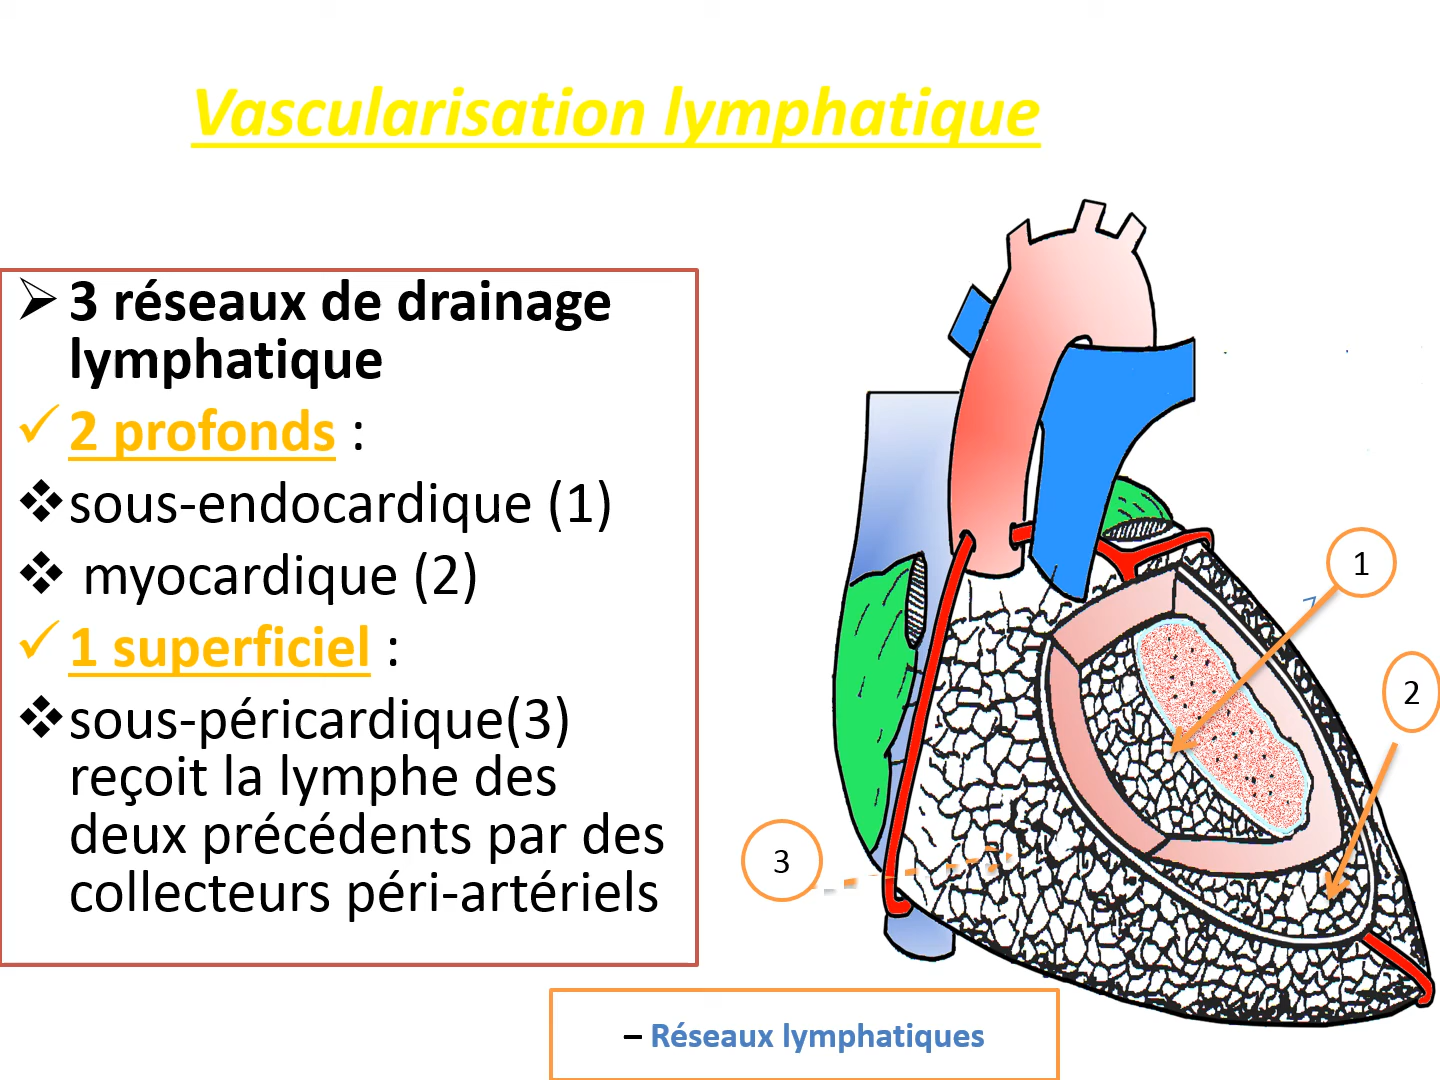 Vascularisation lymphatique
3 réseaux de drainage
lymphatique
2 profonds :
sous-endocardique (1)
myocardique (2)
1 superficiel :
sous-péricardique(3)
reçoit la lymphe des
deux précédents par des
collecteurs péri-artériels
1
2
3
– Réseaux lymphatiques